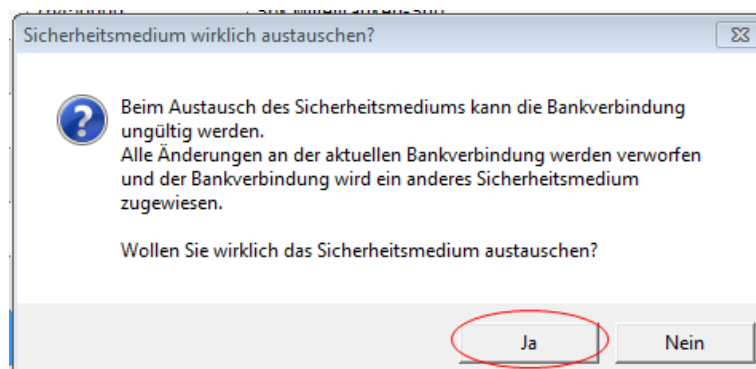 Sicherheitsmedium wirklich austauschen?
Beim Austausch des Sicherheitsmediums kann die Bankverbindung
ungültig werden.
Alle Änderungen an der aktuellen Bankverbindung werden verworfen
und der Bankverbindung wird ein anderes Sicherheitsmedium
zugewiesen.
Wollen Sie wirklich das Sicherheitsmedium austauschen?
Ja Nein